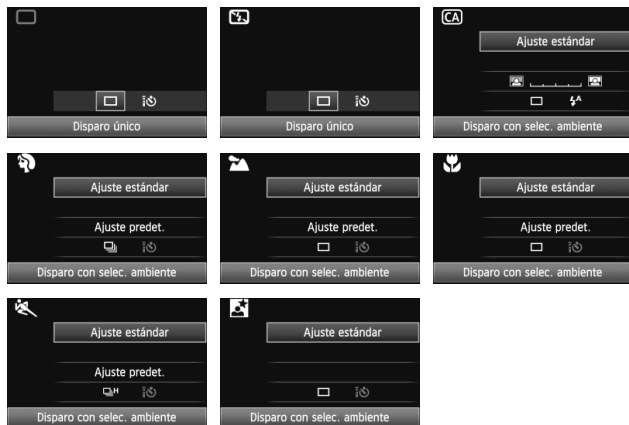 Disparo único
Disparo único
CA
Ajuste estándar
A
Disparo con selec. ambiente
Ajuste estándar
Ajuste predet.
Disparo con selec. ambiente
Ajuste estándar
Ajuste predet.
Disparo con selec. ambiente
Ajuste estándar
Ajuste predet.
Disparo con selec. ambiente
Ajuste estándar
Ajuste predet.
H
Disparo con selec. ambiente
Ajuste estándar
Disparo con selec. ambiente